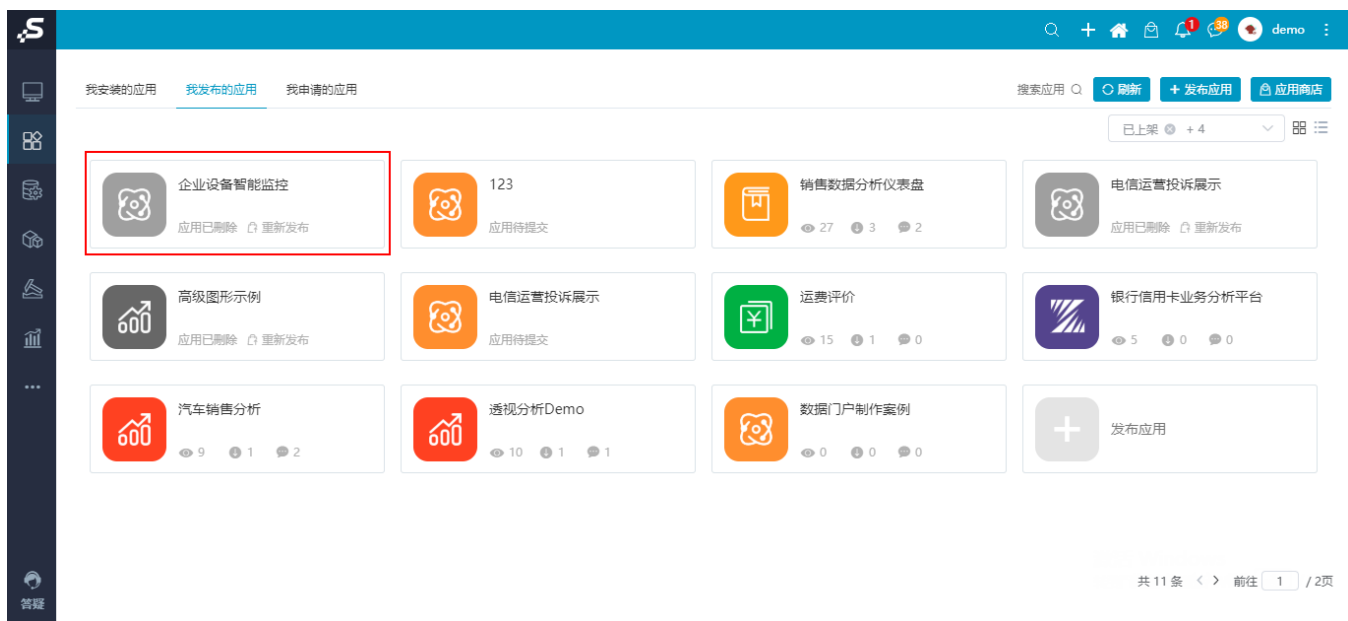 S
1 38 demo
我安装的应用 我发布的应用 我申请的应用 搜索应用 刷新 + 发布应用 应用商店
已上架 + 4
企业设备智能监控
应用已删除 重新发布
123
应用待提交
销售数据分析仪表盘
27 3 2
电信运营投诉展示
应用已删除 重新发布
高级图形示例
应用已删除 重新发布
电信运营投诉展示
应用待提交
运费评价
15 1 0
银行信用卡业务分析平台
5 0 0
汽车销售分析
9 1 2
透视分析Demo
10 1 1
数据门户制作案例
0 0 0
发布应用
共 11 条 < > 前往 1 / 2页
答疑